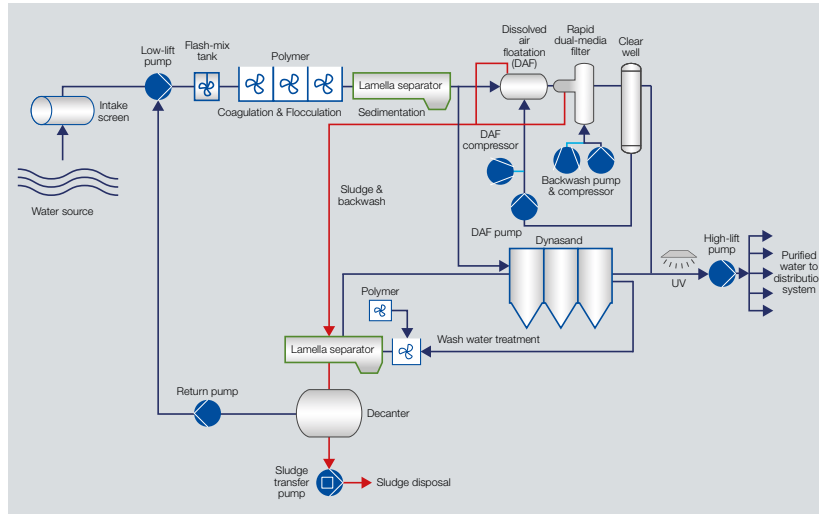 Low-lift
pump
Flash-mix
tank
Polymer
Dissolved
air
floatation
(DAF)
Rapid
dual-media
filter
Clear
well
Lamella separator
Intake
screen
Coagulation & Flocculation
Sedimentation
DAF
compressor
Backwash pump
& compressor
Sludge &
backwash
Water source
DAF pump
Dynasand
High-lift
pump
UV
Purified
water to
distributio
system
Polymer
Wash water treatment
Lamella separator
Return pump
Decanter
Sludge
transfer
pump
Sludge disposal